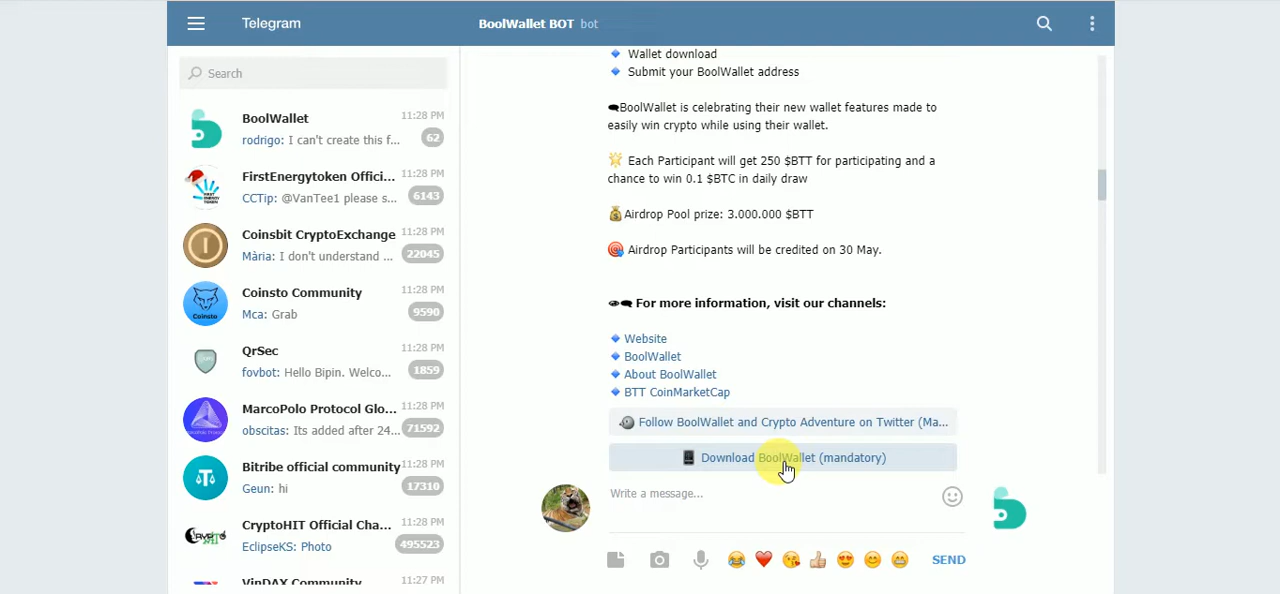 Telegram
BoolWallet BOT bot
Search
BoolWallet 11:28 PM
rodrigo: I can't create this f... 62
FirstEnergytoken Offici... 11:28 PM
CCTip: @VanTee1 please s... 6143
Coinsbit CryptoExchange 11:28 PM
Mària: I don't understand ... 22045
Coinsto Community 11:28 PM
Mca: Grab 9590
QrSec 11:28 PM
fovbot: Hello Bipin. Welco... 1859
MarcoPolo Protocol Glo... 11:28 PM
obscitas: Its added after 24... 71592
Bitribe official community 11:28 PM
Geun: hi 17310
CryptoHIT Official Cha... 11:28 PM
EclipseKS: Photo 495523
VinDAX Community 11:27 PM
Wallet download
Submit your BoolWallet address
BoolWallet is celebrating their new wallet features made to
easily win crypto while using their wallet.
Each Participant will get 250 $BTT for participating and a
chance to win 0.1 $BTC in daily draw
Airdrop Pool prize: 3.000.000 $BTT
Airdrop Participants will be credited on 30 May.
For more information, visit our channels:
Website
BoolWallet
About BoolWallet
BTT CoinMarketCap
Follow BoolWallet and Crypto Adventure on Twitter (Ma...
Download BoolWallet (mandatory)
Write a message...
SEND